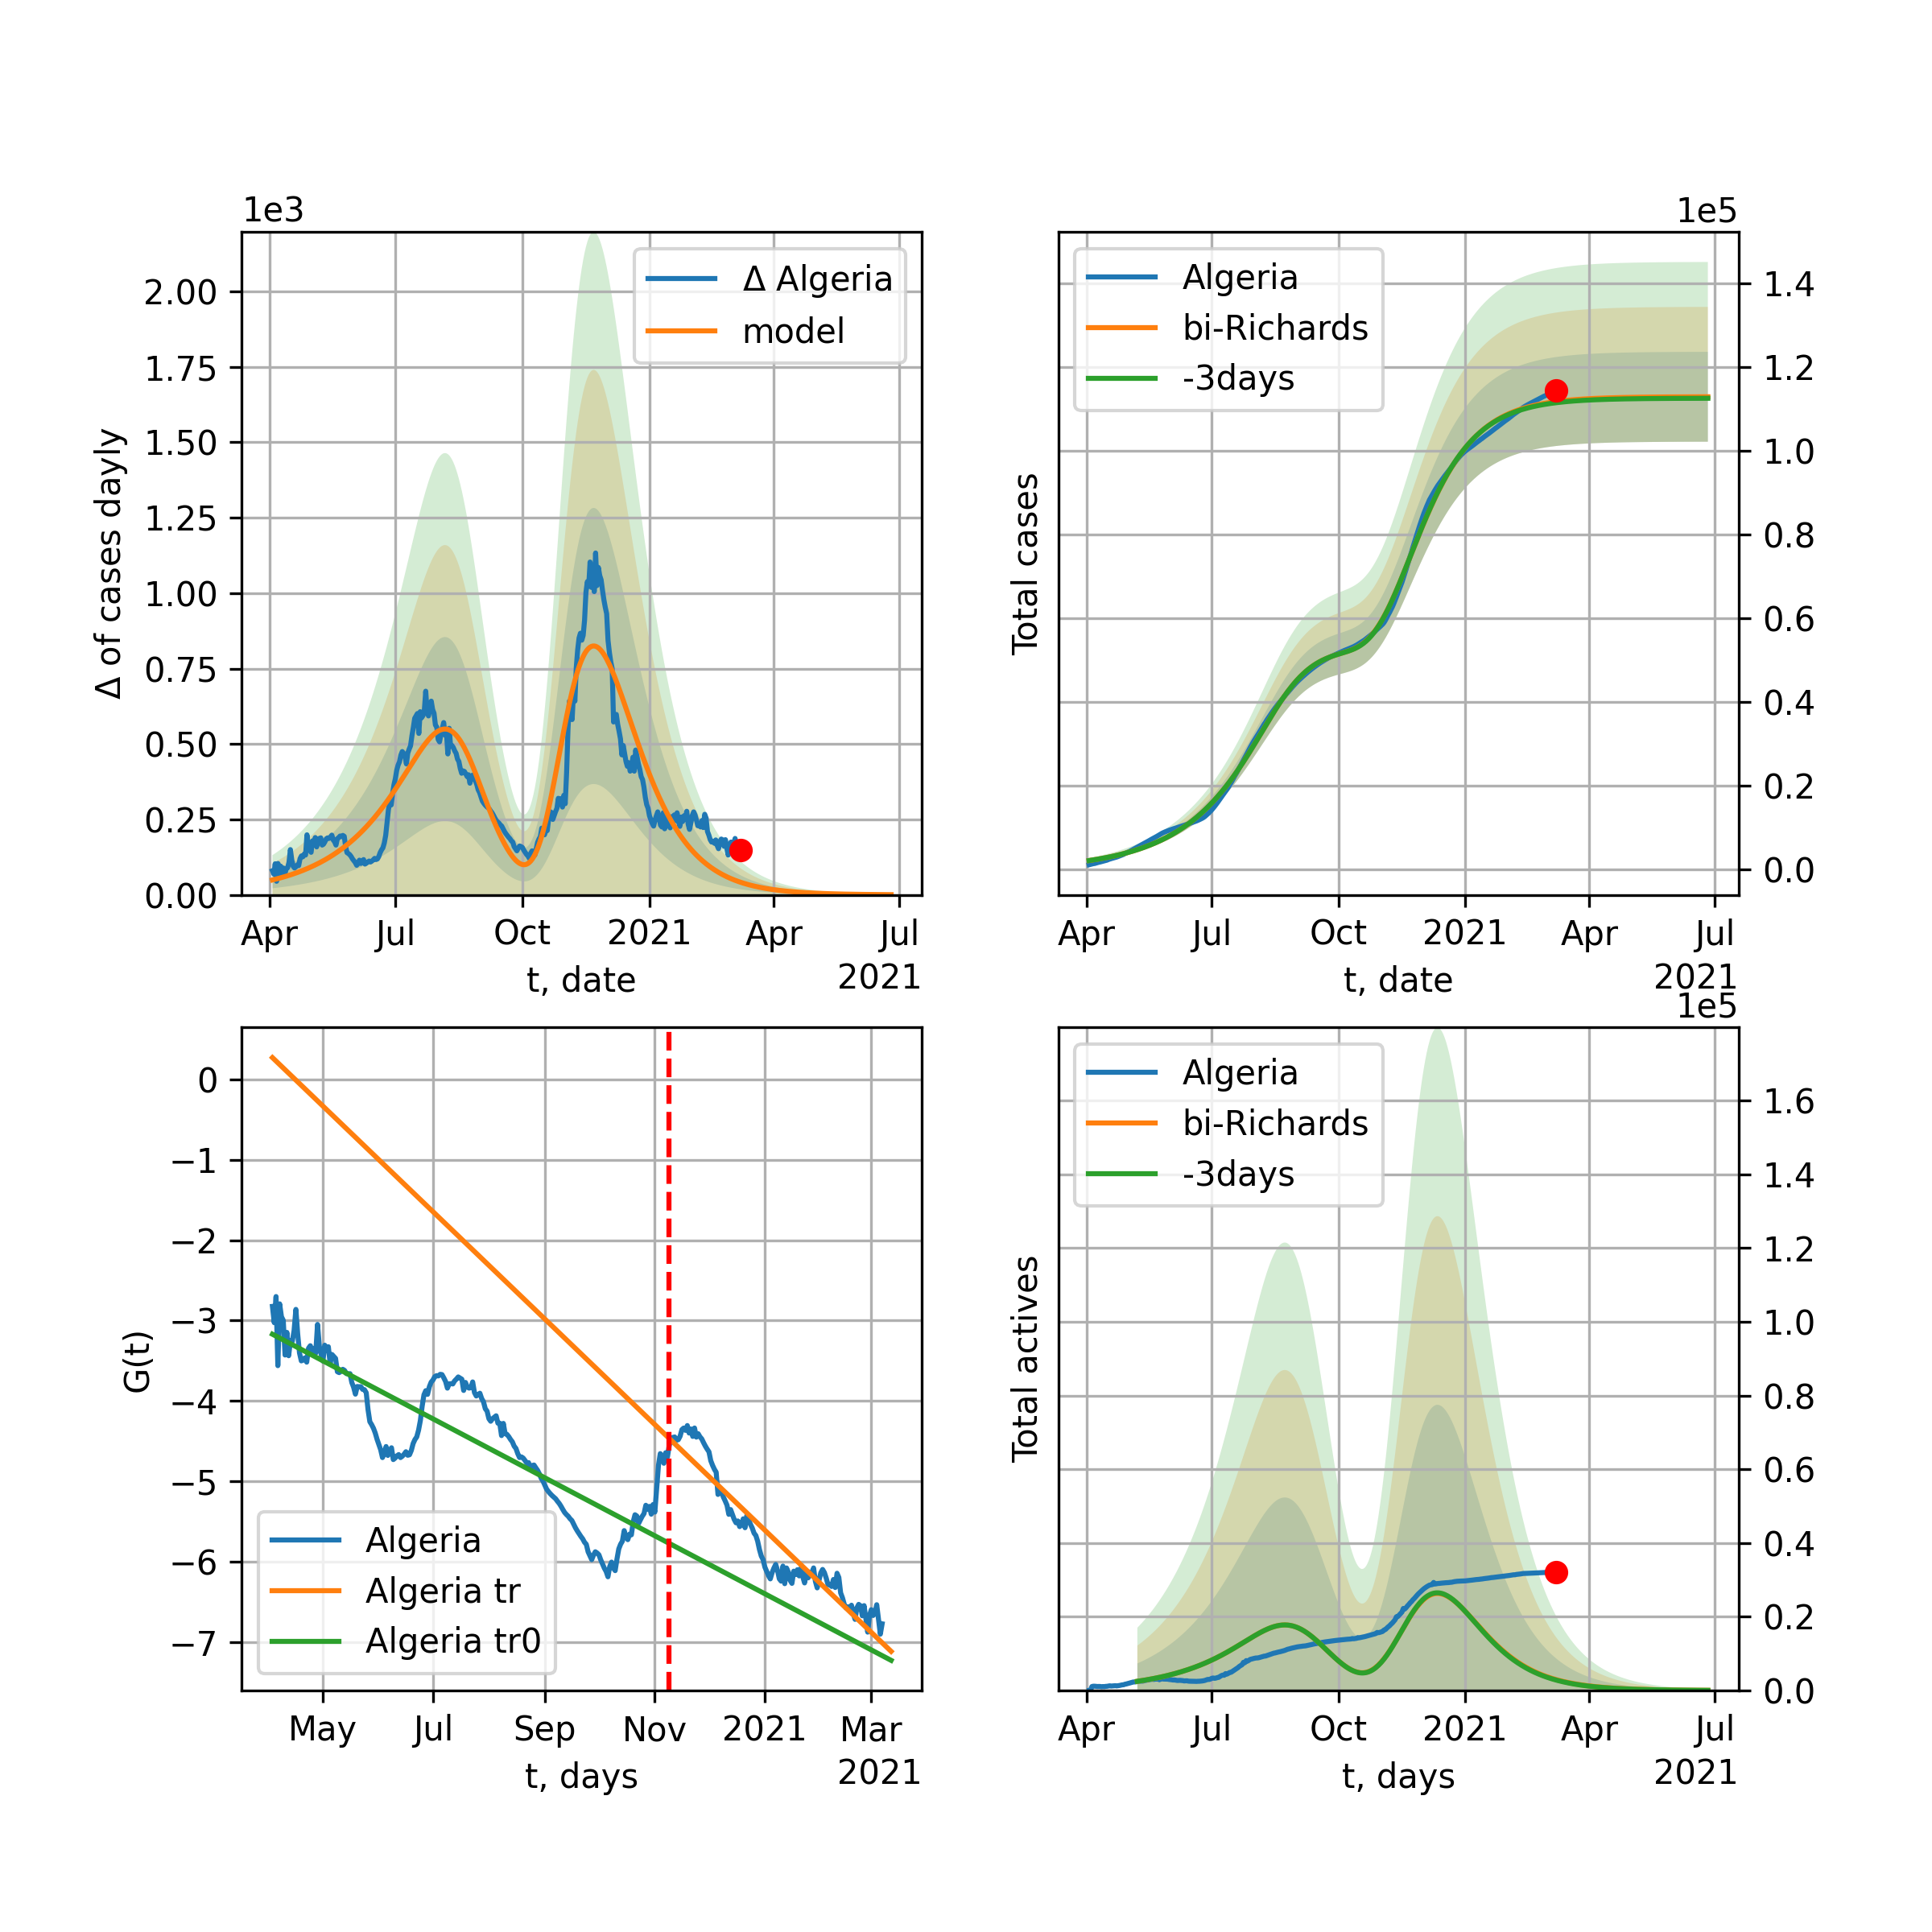 1e3
Δ of cases dayly
2.00
1.75
1.50
1.25
1.00
0.75
0.50
0.25
0.00
Δ Algeria
model
Apr Jul Oct 2021 Apr Jul
2021
t, date
1e5
Total cases
Algeria
bi-Richards
-3days
1.4
1.2
1.0
0.8
0.6
0.4
0.2
0.0
Apr Jul Oct 2021 Apr Jul
2021
t, date
G(t)
0
−1
−2
−3
−4
−5
−6
−7
Algeria
Algeria tr
Algeria tr0
May Jul Sep Nov 2021 Mar
2021
t, days
1e5
Total actives
Algeria
bi-Richards
-3days
1.6
1.4
1.2
1.0
0.8
0.6
0.4
0.2
0.0
Apr Jul Oct 2021 Apr Jul
2021
t, days